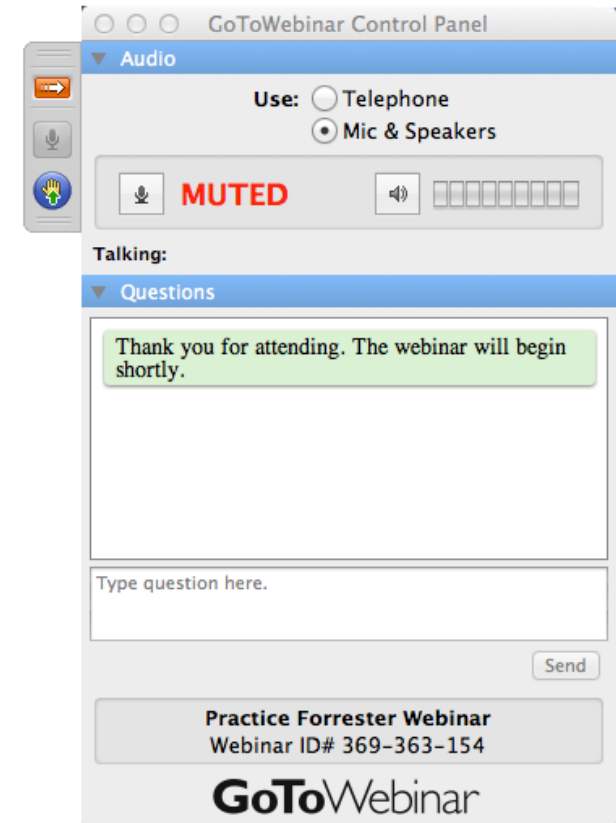 GoToWebinar Control Panel
Audio
Use: Telephone
Mic & Speakers
MUTED
Talking:
Questions
Thank you for attending. The webinar will begin
shortly.
Type question here.
Send
Practice Forrester Webinar
Webinar ID# 369-363-154
GoToWebinar